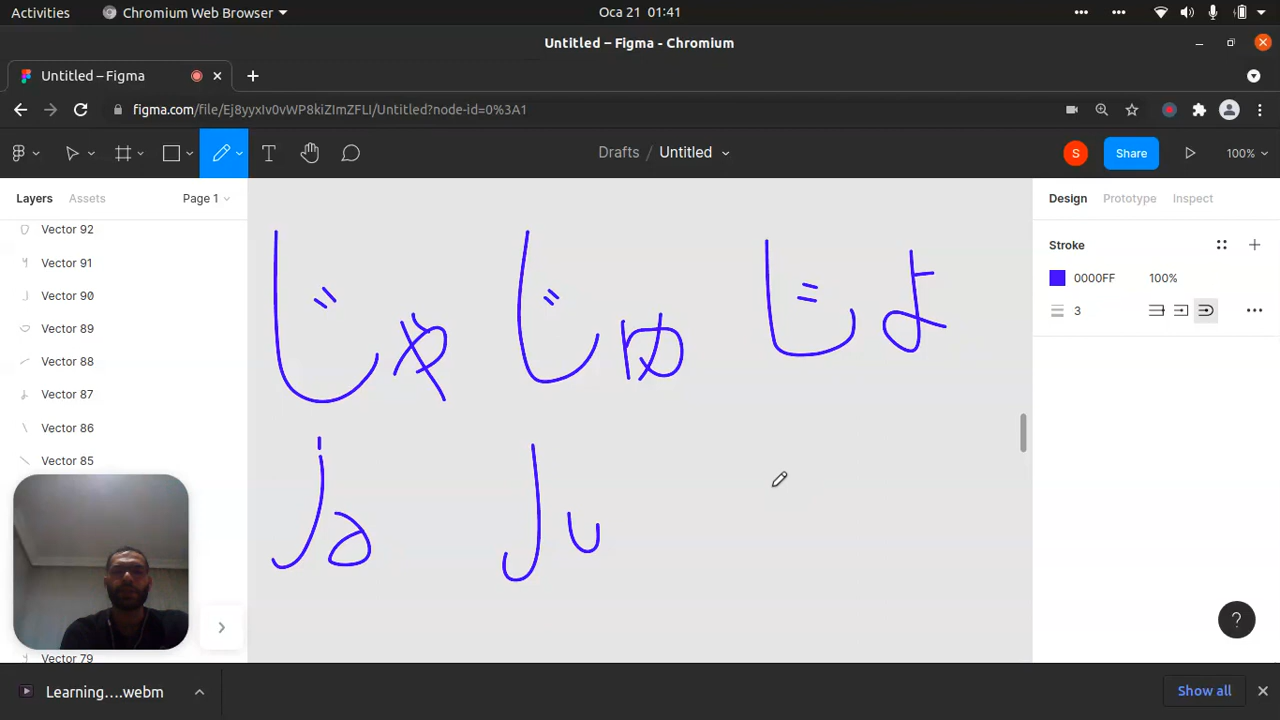 Activities Chromium Web Browser Oca 21 01:41
Untitled – Figma - Chromium
Untitled – Figma
figma.com/file/Ej8yyxIv0vWP8kiZImZFLI/Untitled?node-id=0%3A1
Drafts / Untitled S Share 100%
Layers Assets Page 1 Design Prototype Inspect
Vector 92
Vector 91
Vector 90
Vector 89
Vector 88
Vector 87
Vector 86
Vector 85
Vector 79
Stroke
0000FF 100%
3
じゃ じゅ じょ
ja ju
?
Learning....webm Show all